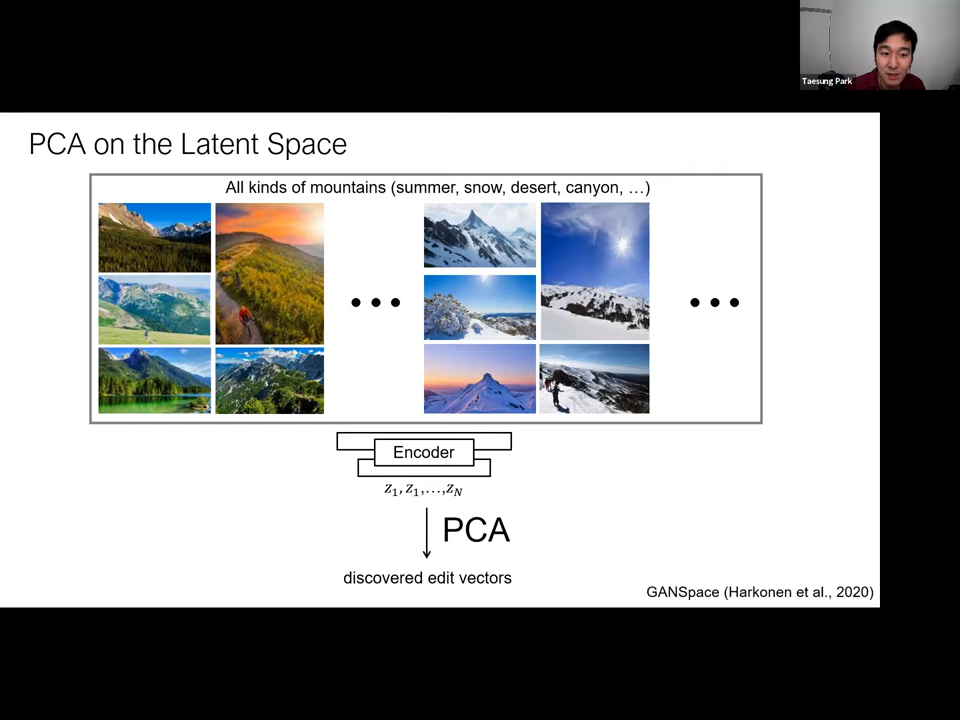 Taesung Park
PCA on the Latent Space
All kinds of mountains (summer, snow, desert, canyon, …)
Encoder
z₁, z₁,…,z_N
PCA
discovered edit vectors
GANSpace (Harkonen et al., 2020)